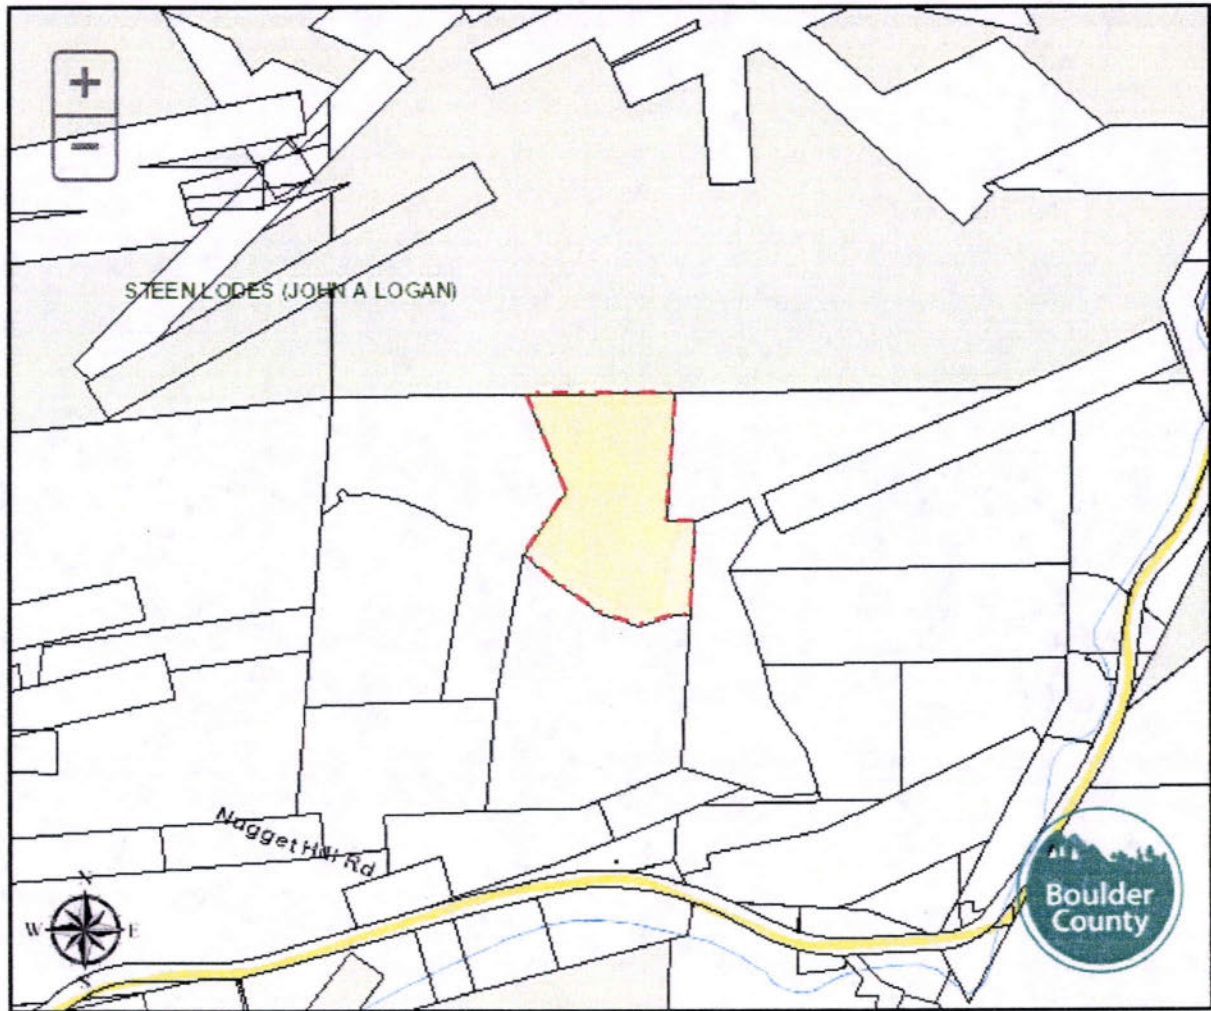 +
−
STEEN LODES (JOHN A LOGAN)
Nugget Hill Rd
N
W E
S
Boulder
County